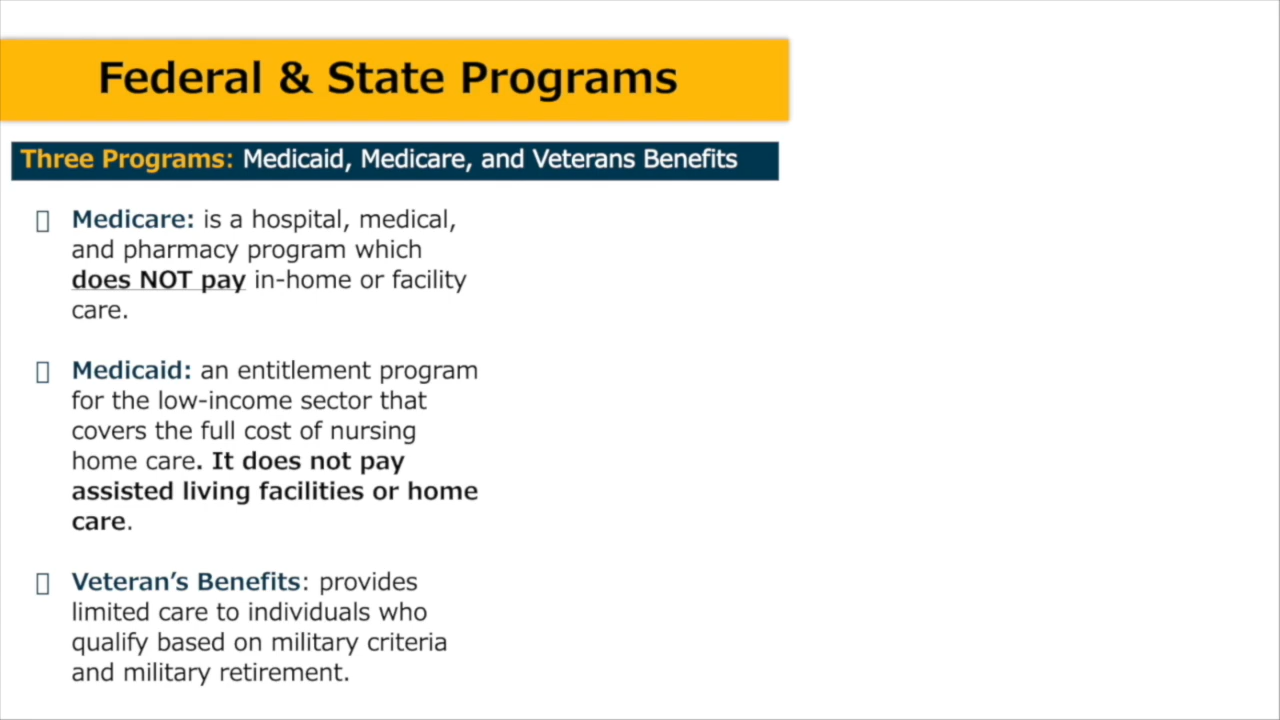 Federal & State Programs
Three Programs: Medicaid, Medicare, and Veterans Benefits
Medicare: is a hospital, medical,
and pharmacy program which
does NOT pay in-home or facility
care.
Medicaid: an entitlement program
for the low-income sector that
covers the full cost of nursing
home care. It does not pay
assisted living facilities or home
care.
Veteran’s Benefits: provides
limited care to individuals who
qualify based on military criteria
and military retirement.